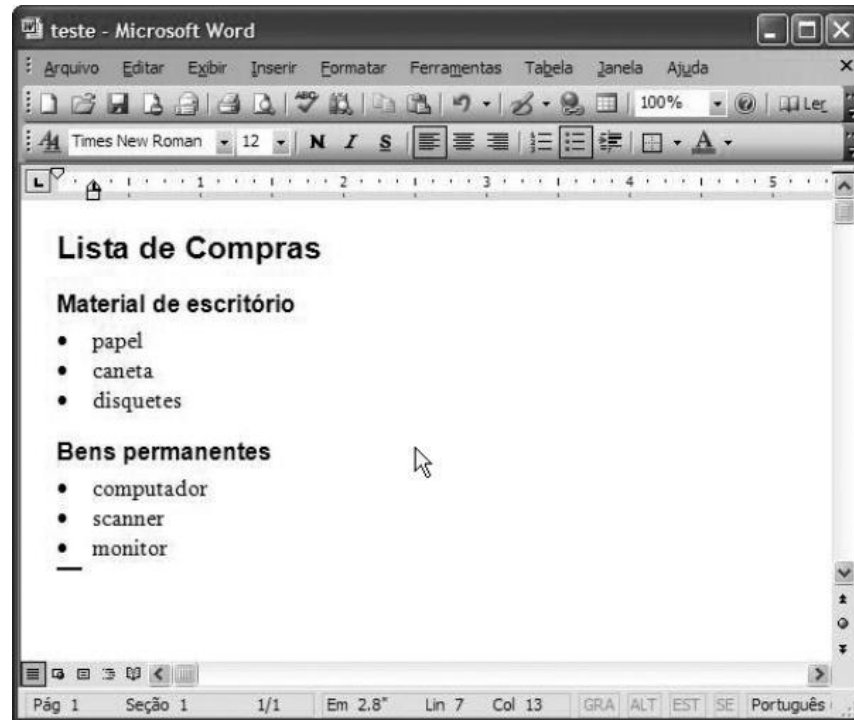 teste - Microsoft Word
Arquivo Editar Exibir Inserir Formatar Ferramentas Tabela Janela Ajuda
100% Ler
Times New Roman 12 N I S A
L 1 2 3 4 5
Lista de Compras
Material de escritório
• papel
• caneta
• disquetes
Bens permanentes
• computador
• scanner
• monitor
Pág 1 Seção 1 1/1 Em 2.8" Lin 7 Col 13 GRA ALT EST SE Português